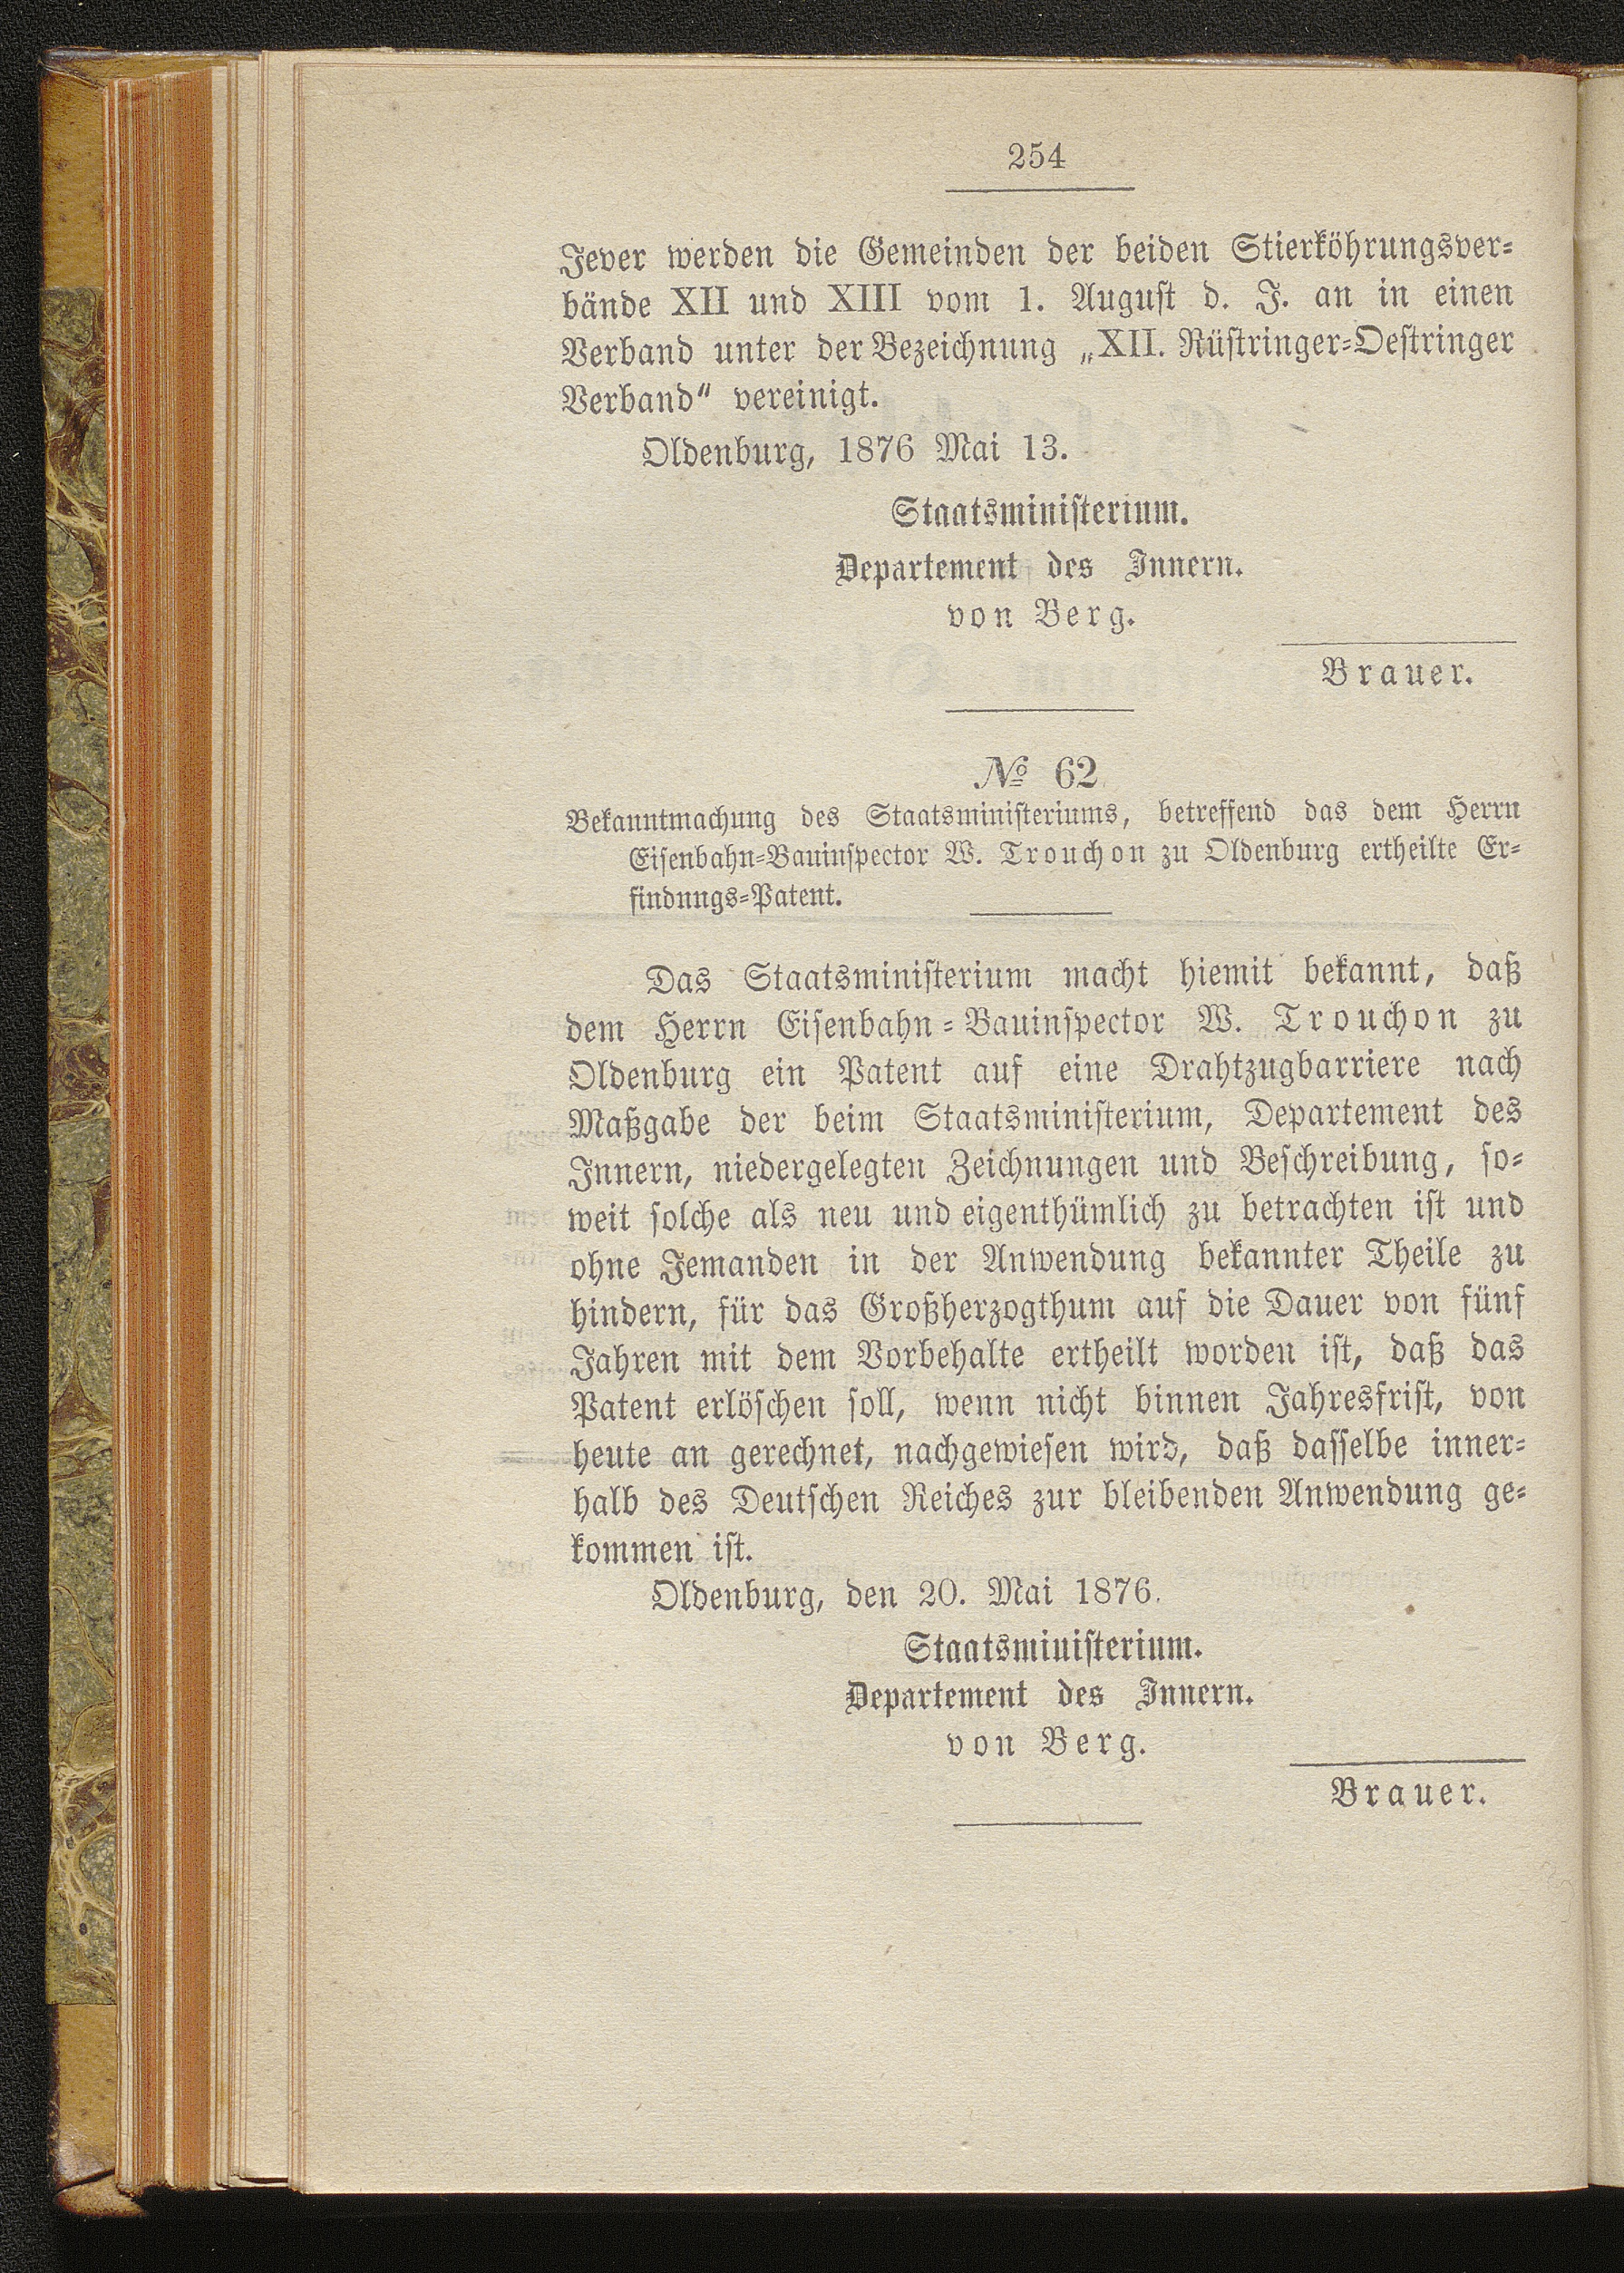 254
Jever werden die Gemeinden der beiden Stierköhrungsver-
bände XII und XIII vom 1. August d. J. an in einen
Verband unter der Bezeichnung „XII. Rüstringer-Oestringer
Verband“ vereinigt.
Oldenburg, 1876 Mai 13.
Staatsministerium.
Departement des Innern.
von Berg.
Brauer.
№ 62
Bekanntmachung des Staatsministeriums, betreffend das dem Herrn
Eisenbahn-Bauinspector W. Trouchon zu Oldenburg ertheilte Er-
findungs-Patent.
Das Staatsministerium macht hiemit bekannt, daß
dem Herrn Eisenbahn-Bauinspector W. Trouchon zu
Oldenburg ein Patent auf eine Drahtzugbarriere nach
Maßgabe der beim Staatsministerium, Departement des
Innern, niedergelegten Zeichnungen und Beschreibung, so-
weit solche als neu und eigenthümlich zu betrachten ist und
ohne Jemanden in der Anwendung bekannter Theile zu
hindern, für das Großherzogthum auf die Dauer von fünf
Jahren mit dem Vorbehalte ertheilt worden ist, daß das
Patent erlöschen soll, wenn nicht binnen Jahresfrist, von
heute an gerechnet, nachgewiesen wird, daß dasselbe inner-
halb des Deutschen Reiches zur bleibenden Anwendung ge-
kommen ist.
Oldenburg, den 20. Mai 1876.
Staatsministerium.
Departement des Innern.
von Berg.
Brauer.